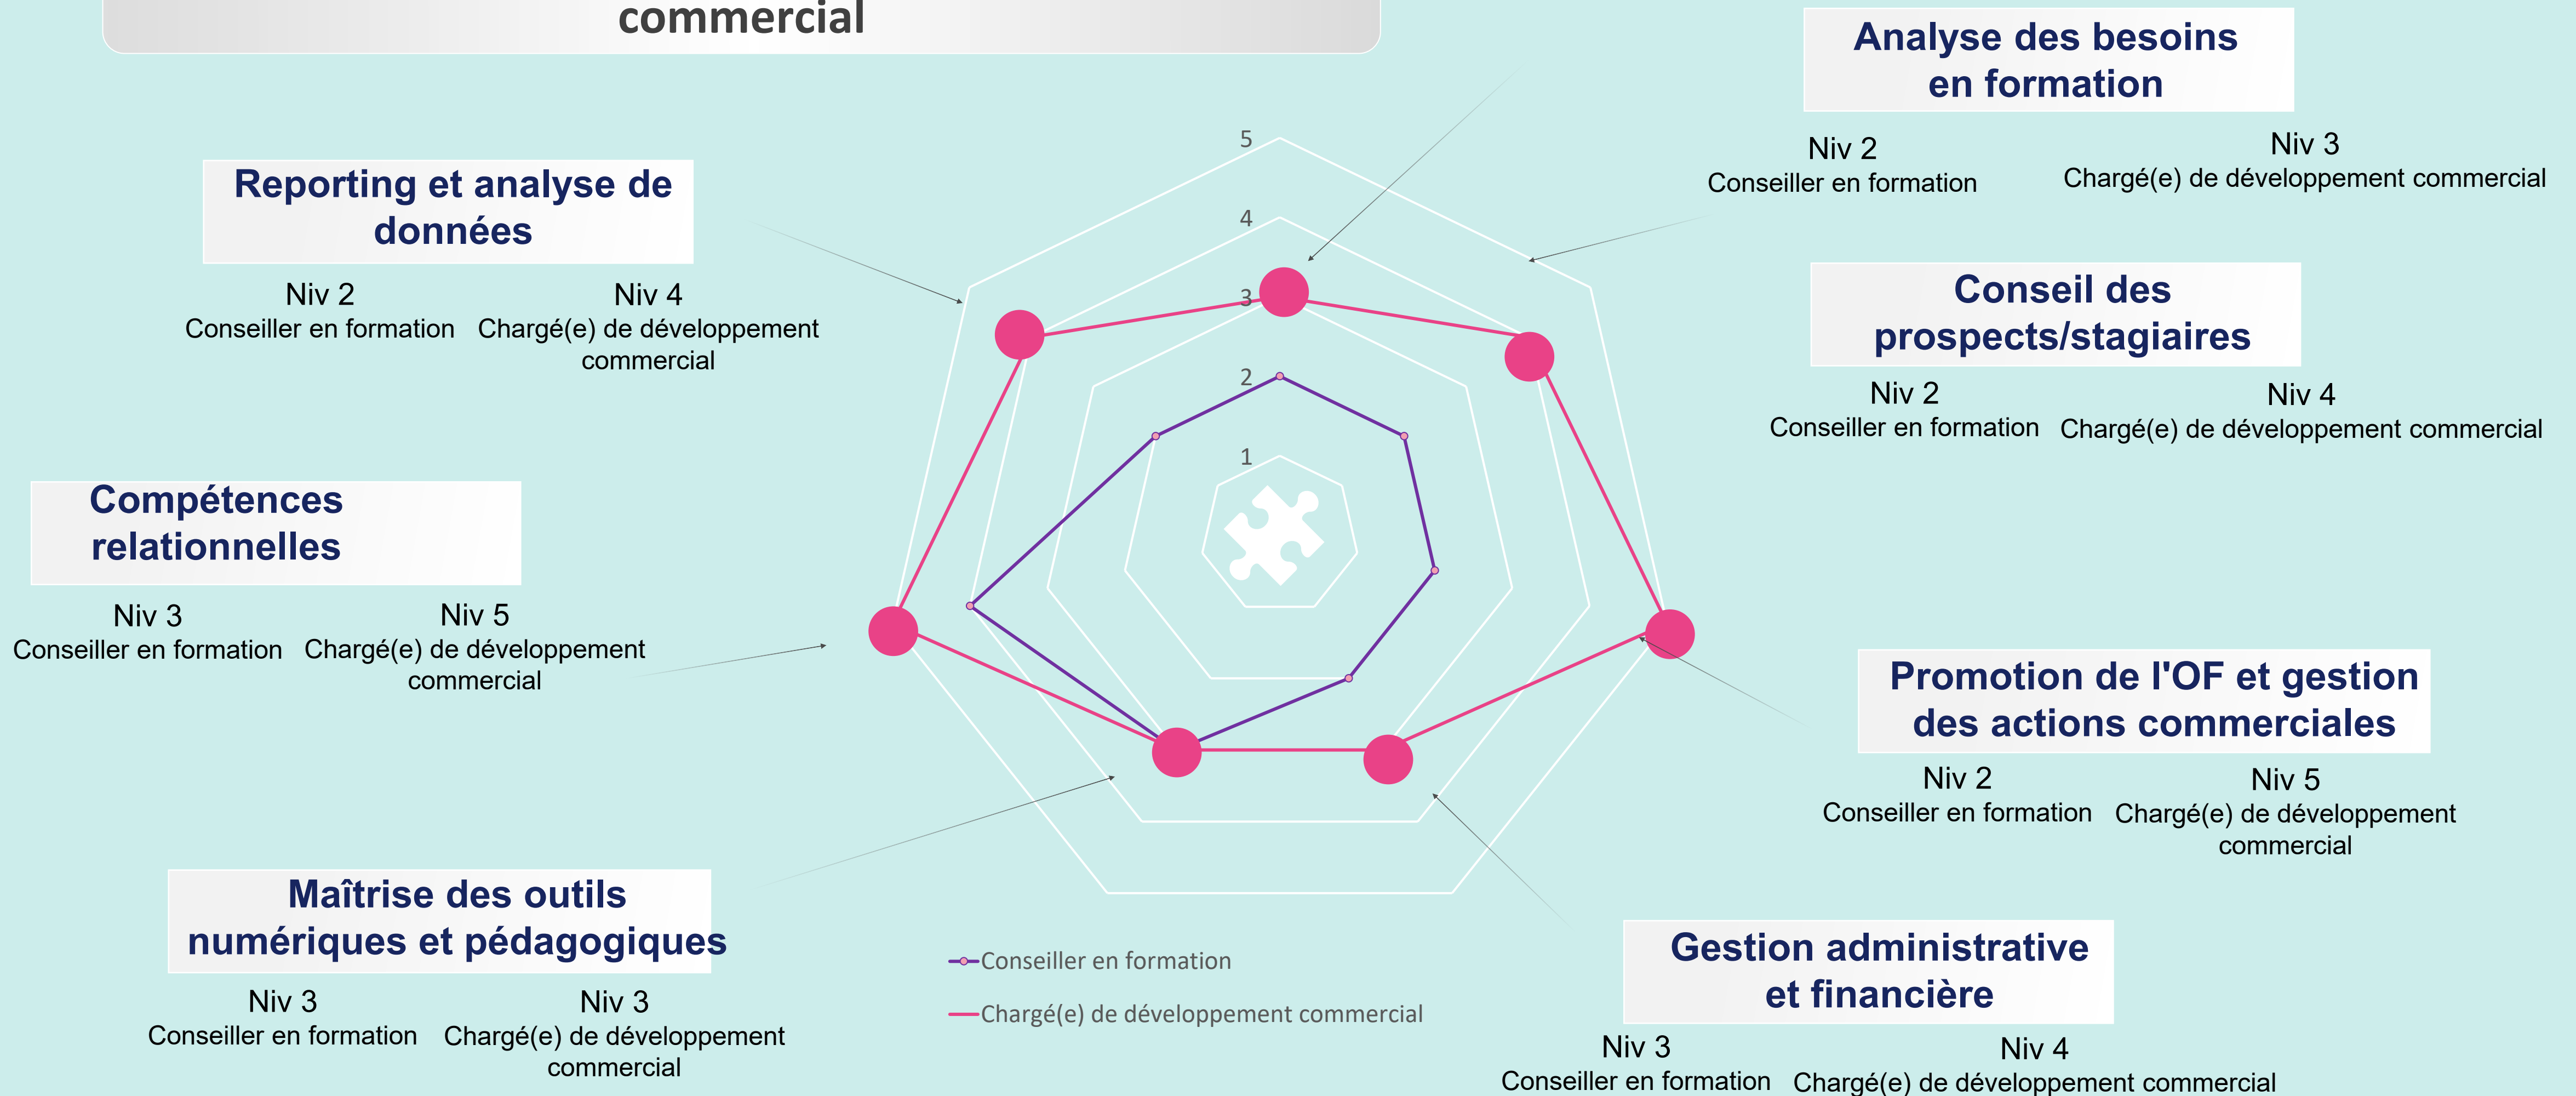 commercial
Analyse des besoins
en formation
Niv 2
Conseiller en formation
Niv 3
Chargé(e) de développement commercial
Reporting et analyse de
données
Niv 2
Conseiller en formation
Niv 4
Chargé(e) de développement
commercial
5
4
3
2
1
Conseil des
prospects/stagiaires
Niv 2
Conseiller en formation
Niv 4
Chargé(e) de développement commercial
Compétences
relationnelles
Niv 3
Conseiller en formation
Niv 5
Chargé(e) de développement
commercial
Promotion de l'OF et gestion
des actions commerciales
Niv 2
Conseiller en formation
Niv 5
Chargé(e) de développement
commercial
Maîtrise des outils
numériques et pédagogiques
Niv 3
Conseiller en formation
Niv 3
Chargé(e) de développement
commercial
Conseiller en formation
Chargé(e) de développement commercial
Gestion administrative
et financière
Niv 3
Conseiller en formation
Niv 4
Chargé(e) de développement commercial